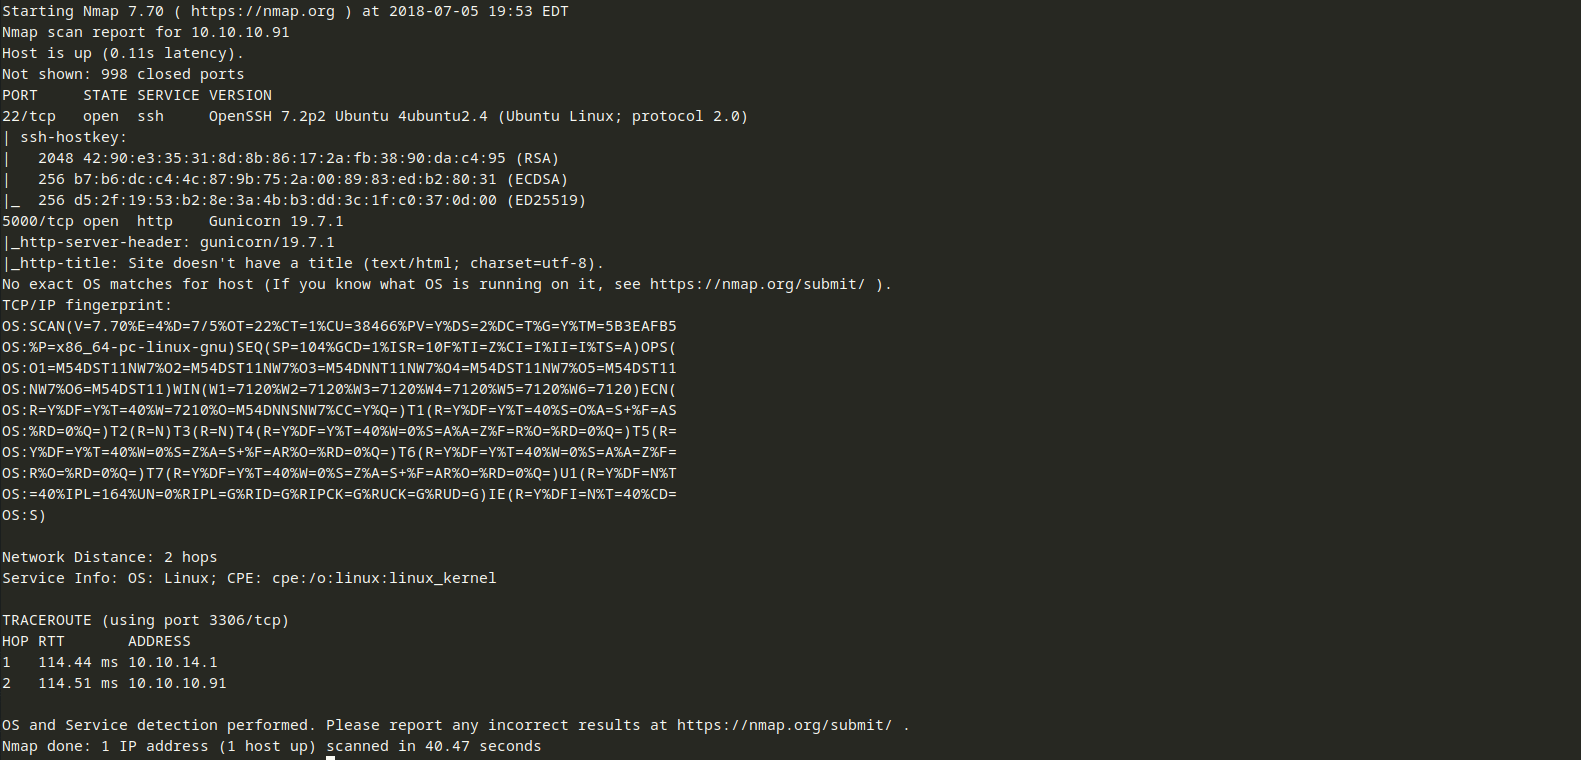 Starting Nmap 7.70 ( https://nmap.org ) at 2018-07-05 19:53 EDT
Nmap scan report for 10.10.10.91
Host is up (0.11s latency).
Not shown: 998 closed ports
PORT     STATE SERVICE VERSION
22/tcp   open  ssh     OpenSSH 7.2p2 Ubuntu 4ubuntu2.4 (Ubuntu Linux; protocol 2.0)
| ssh-hostkey:
|   2048 42:90:e3:35:31:8d:8b:86:17:2a:fb:38:90:da:c4:95 (RSA)
|   256 b7:b6:dc:c4:4c:87:9b:75:2a:00:89:83:ed:b2:80:31 (ECDSA)
|_  256 d5:2f:19:53:b2:8e:3a:4b:b3:dd:3c:1f:c0:37:0d:00 (ED25519)
5000/tcp open  http    Gunicorn 19.7.1
|_http-server-header: gunicorn/19.7.1
|_http-title: Site doesn't have a title (text/html; charset=utf-8).
No exact OS matches for host (If you know what OS is running on it, see https://nmap.org/submit/ ).
TCP/IP fingerprint:
OS:SCAN(V=7.70%E=4%D=7/5%OT=22%CT=1%CU=38466%PV=Y%DS=2%DC=T%G=Y%TM=5B3EAFB5
OS:%P=x86_64-pc-linux-gnu)SEQ(SP=104%GCD=1%ISR=10F%TI=Z%CI=I%II=I%TS=A)OPS(
OS:O1=M54DST11NW7%O2=M54DST11NW7%O3=M54DNNT11NW7%O4=M54DST11NW7%O5=M54DST11
OS:NW7%O6=M54DST11)WIN(W1=7120%W2=7120%W3=7120%W4=7120%W5=7120%W6=7120)ECN(
OS:R=Y%DF=Y%T=40%W=7210%O=M54DNNSNW7%CC=Y%Q=)T1(R=Y%DF=Y%T=40%S=O%A=S+%F=AS
OS:%RD=0%Q=)T2(R=N)T3(R=N)T4(R=Y%DF=Y%T=40%W=0%S=A%A=Z%F=R%O=%RD=0%Q=)T5(R=
OS:Y%DF=Y%T=40%W=0%S=Z%A=S+%F=AR%O=%RD=0%Q=)T6(R=Y%DF=Y%T=40%W=0%S=A%A=Z%F=
OS:R%O=%RD=0%Q=)T7(R=Y%DF=Y%T=40%W=0%S=Z%A=S+%F=AR%O=%RD=0%Q=)U1(R=Y%DF=N%T
OS:=40%IPL=164%UN=0%RIPL=G%RID=G%RIPCK=G%RUCK=G%RUD=G)IE(R=Y%DFI=N%T=40%CD=
OS:S)
Network Distance: 2 hops
Service Info: OS: Linux; CPE: cpe:/o:linux:linux_kernel
TRACEROUTE (using port 3306/tcp)
HOP RTT       ADDRESS
1   114.44 ms 10.10.14.1
2   114.51 ms 10.10.10.91
OS and Service detection performed. Please report any incorrect results at https://nmap.org/submit/ .
Nmap done: 1 IP address (1 host up) scanned in 40.47 seconds